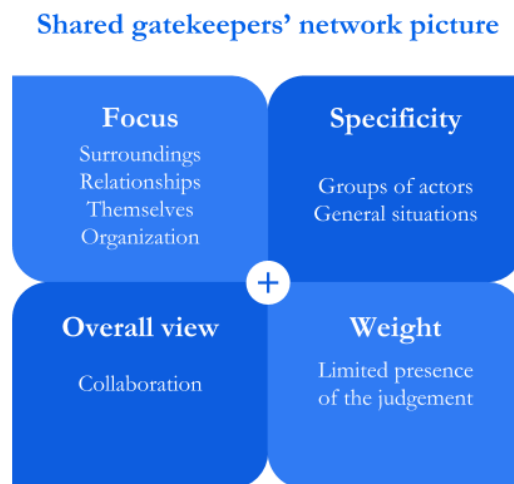 Shared gatekeepers’ network picture
Focus
Surroundings
Relationships
Themselves
Organization
Specificity
Groups of actors
General situations
+
Overall view
Collaboration
Weight
Limited presence
of the judgement